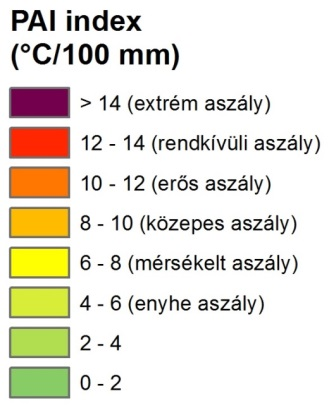 PAI index
(°C/100 mm)
> 14 (extrém aszály)
12 - 14 (rendkívüli aszály)
10 - 12 (erős aszály)
8 - 10 (közepes aszály)
6 - 8 (mérsékelt aszály)
4 - 6 (enyhe aszály)
2 - 4
0 - 2